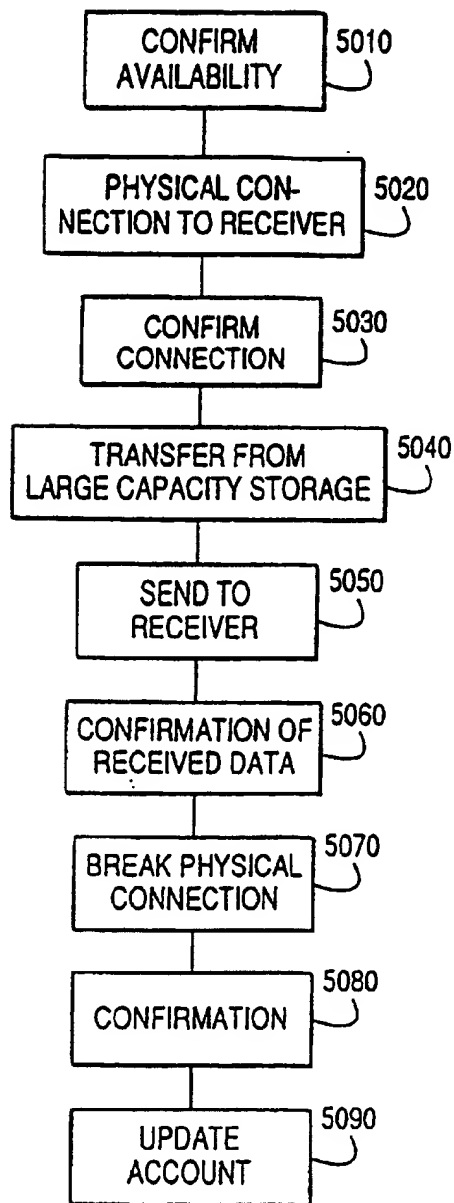 CONFIRM
AVAILABILITY
5010
PHYSICAL CON-
NECTION TO RECEIVER
5020
CONFIRM
CONNECTION
5030
TRANSFER FROM
LARGE CAPACITY STORAGE
5040
SEND TO
RECEIVER
5050
CONFIRMATION OF
RECEIVED DATA
5060
BREAK PHYSICAL
CONNECTION
5070
CONFIRMATION
5080
UPDATE
ACCOUNT
5090